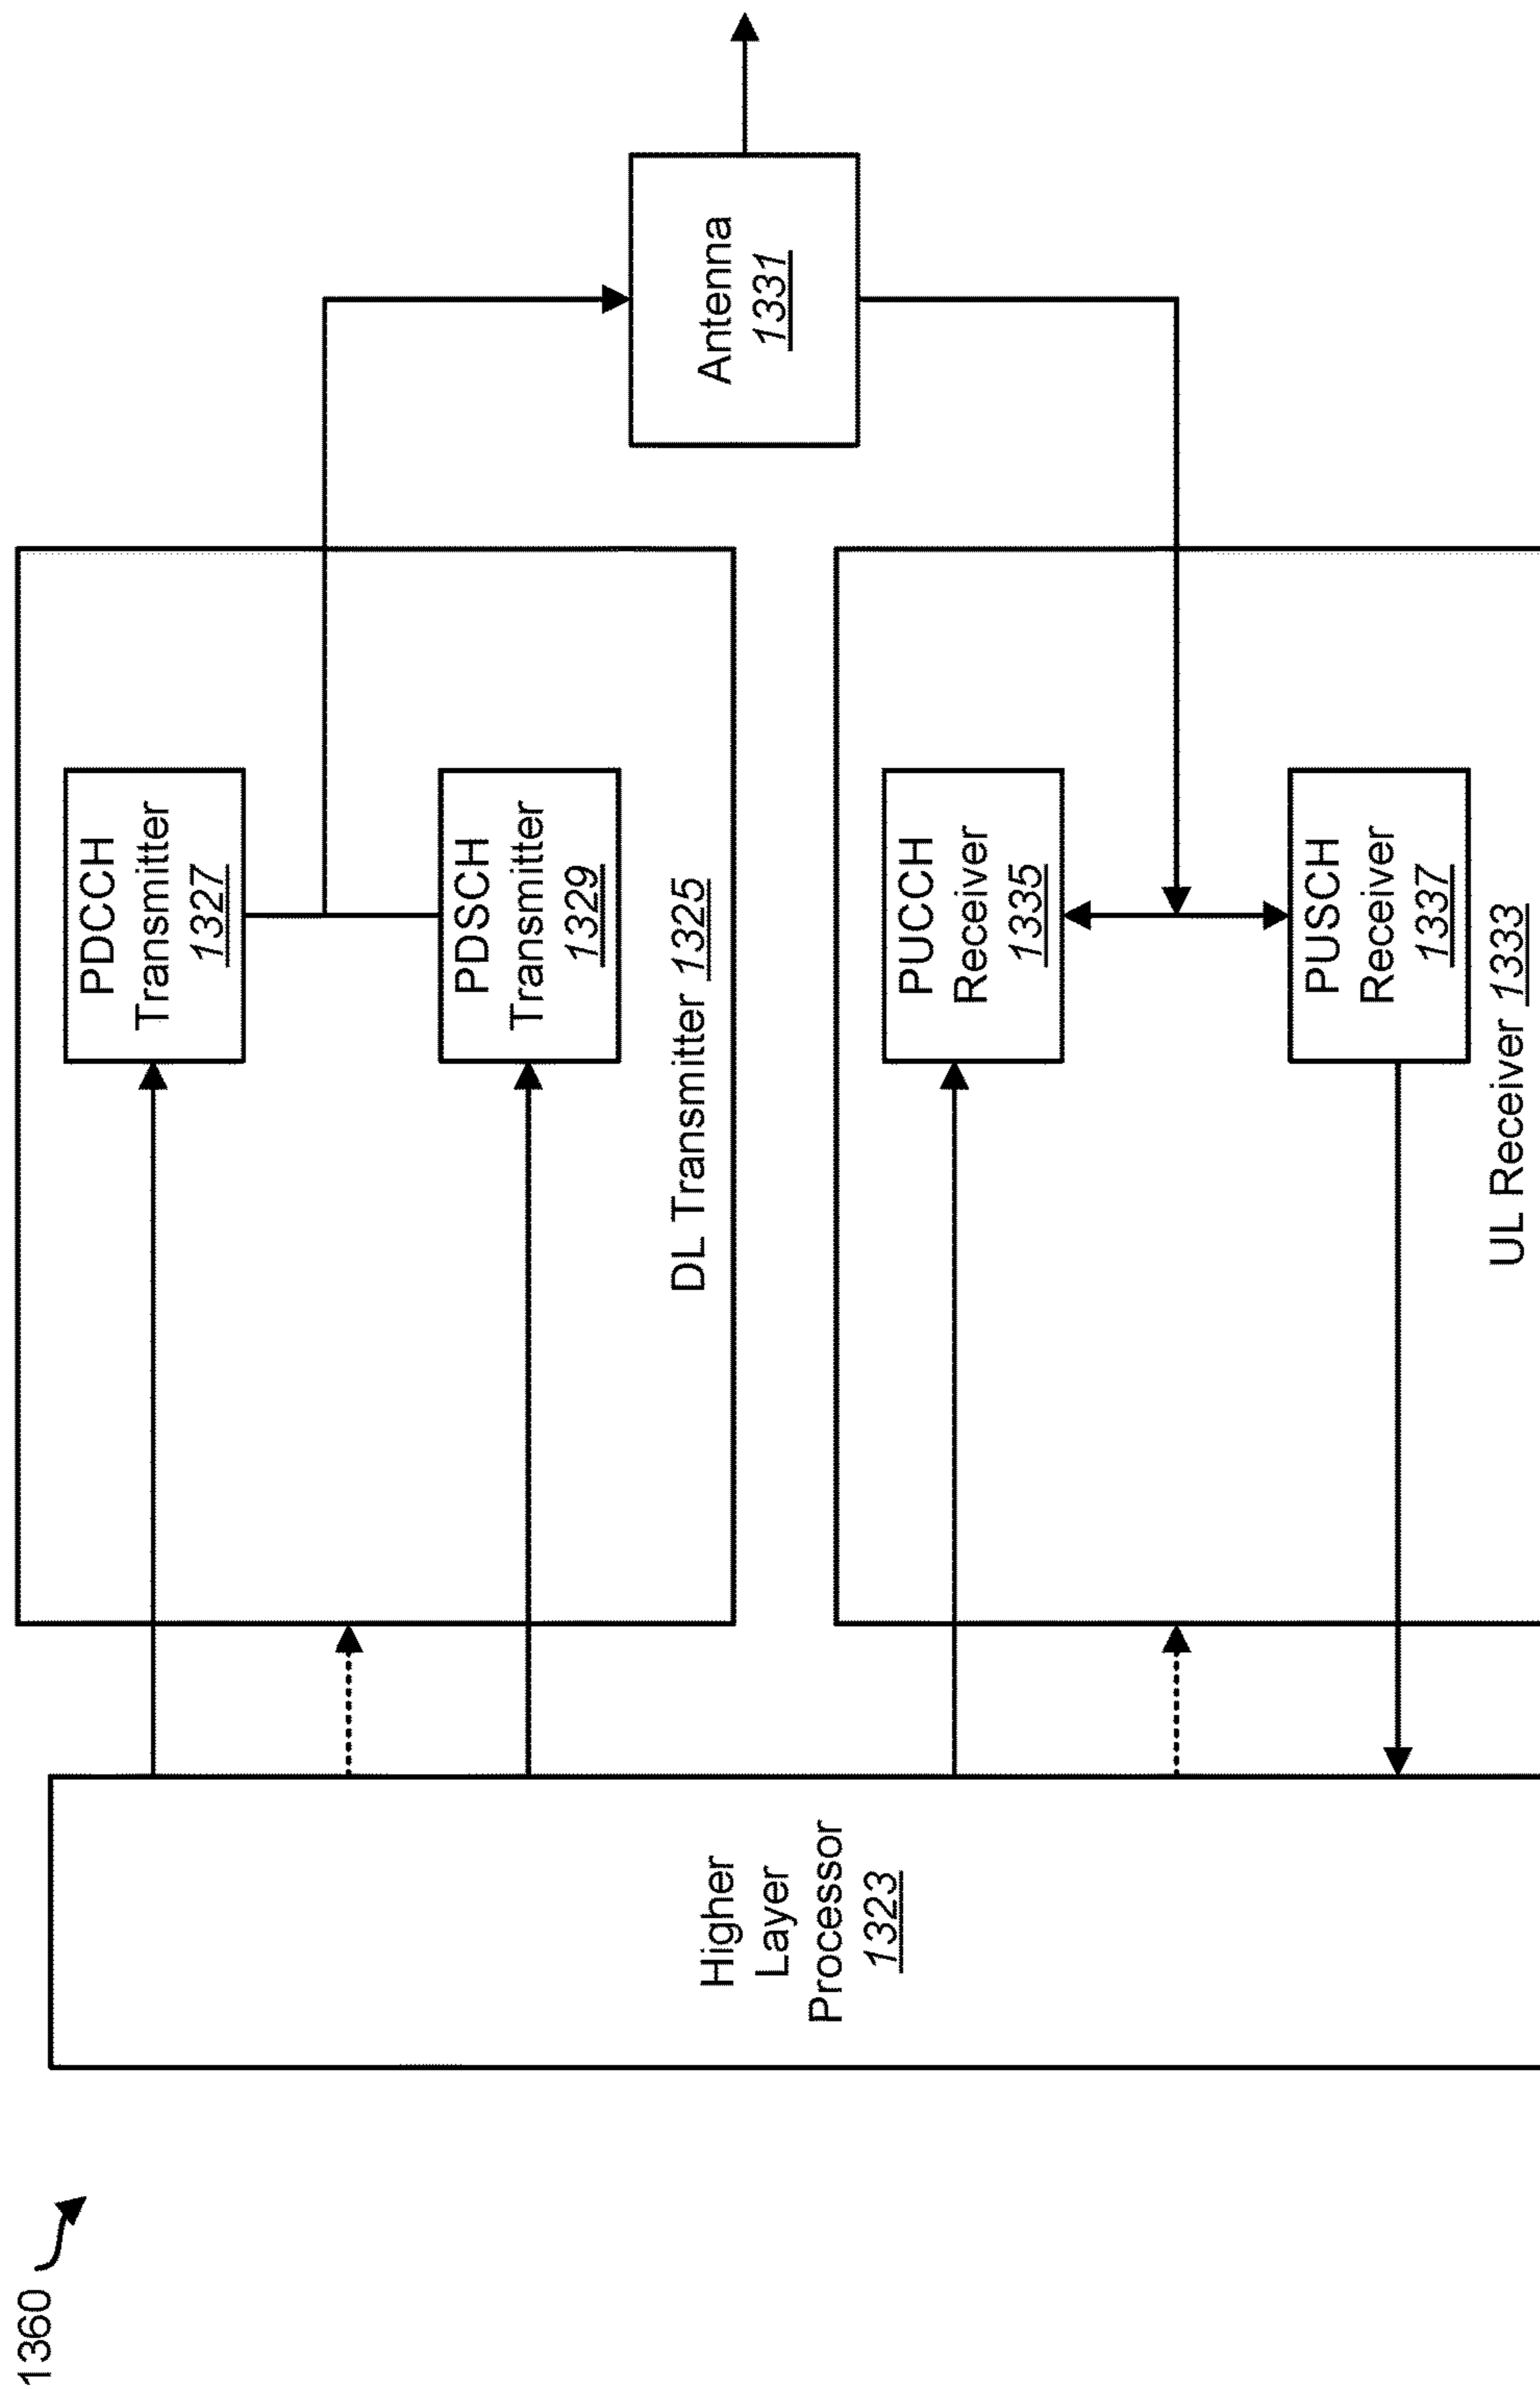 1360
Higher
Layer
Processor
1323
PDCCH
Transmitter
1327
PDSCH
Transmitter
1329
DL Transmitter 1325
PUCCH
Receiver
1335
PUSCH
Receiver
1337
UL Receiver 1333
Antenna
1331